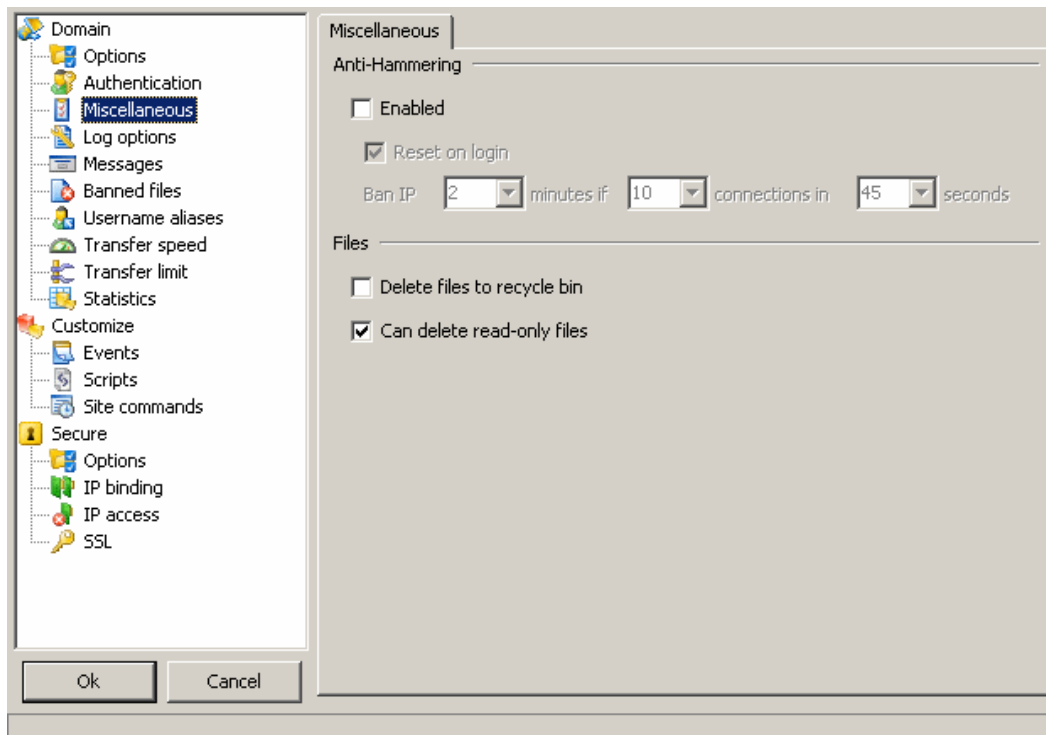 Domain
Options
Authentication
Miscellaneous
Log options
Messages
Banned files
Username aliases
Transfer speed
Transfer limit
Statistics
Customize
Events
Scripts
Site commands
Secure
Options
IP binding
IP access
SSL
Ok Cancel
Miscellaneous
Anti-Hammering
Enabled
Reset on login
Ban IP 2 minutes if 10 connections in 45 seconds
Files
Delete files to recycle bin
Can delete read-only files